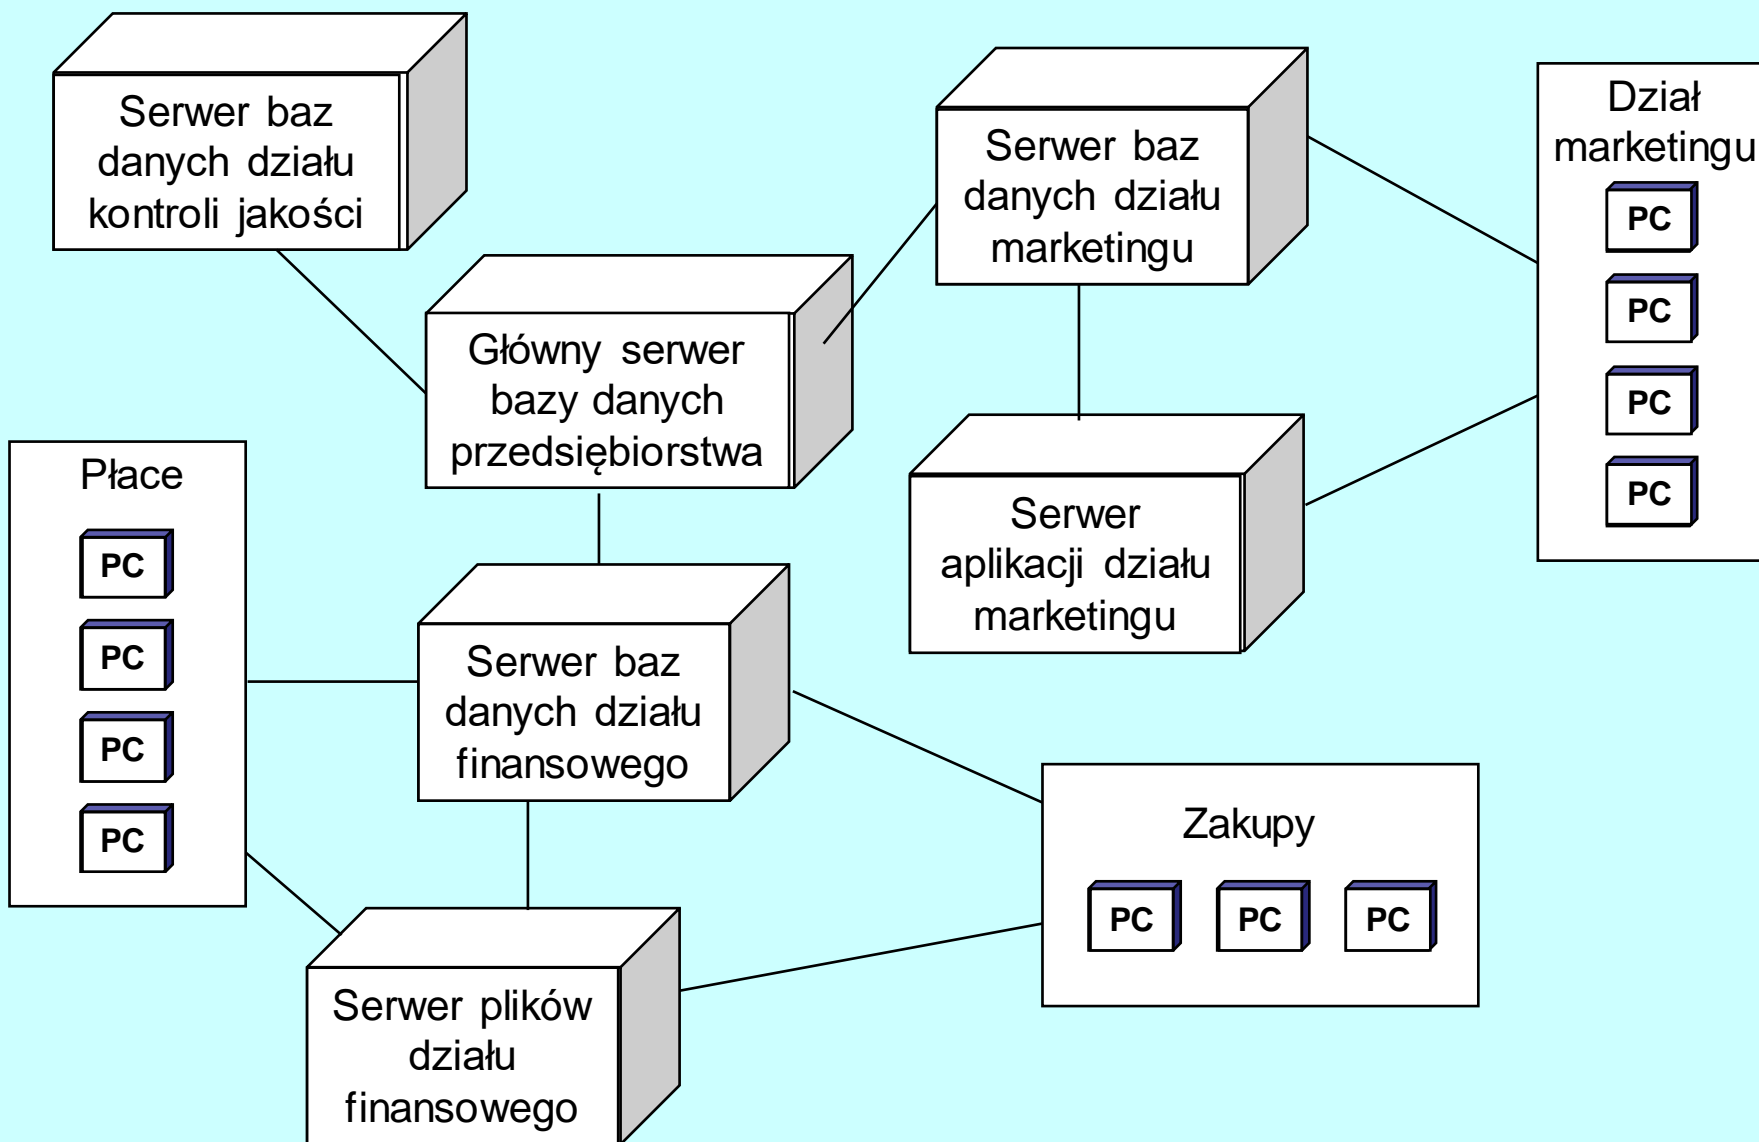 Serwer baz
danych działu
kontroli jakości
Główny serwer
bazy danych
przedsiębiorstwa
Serwer baz
danych działu
marketingu
Dział
marketingu
PC
PC
PC
PC
Serwer
aplikacji działu
marketingu
Płace
PC
PC
PC
PC
Serwer baz
danych działu
finansowego
Zakupy
PC PC PC
Serwer plików
działu
finansowego